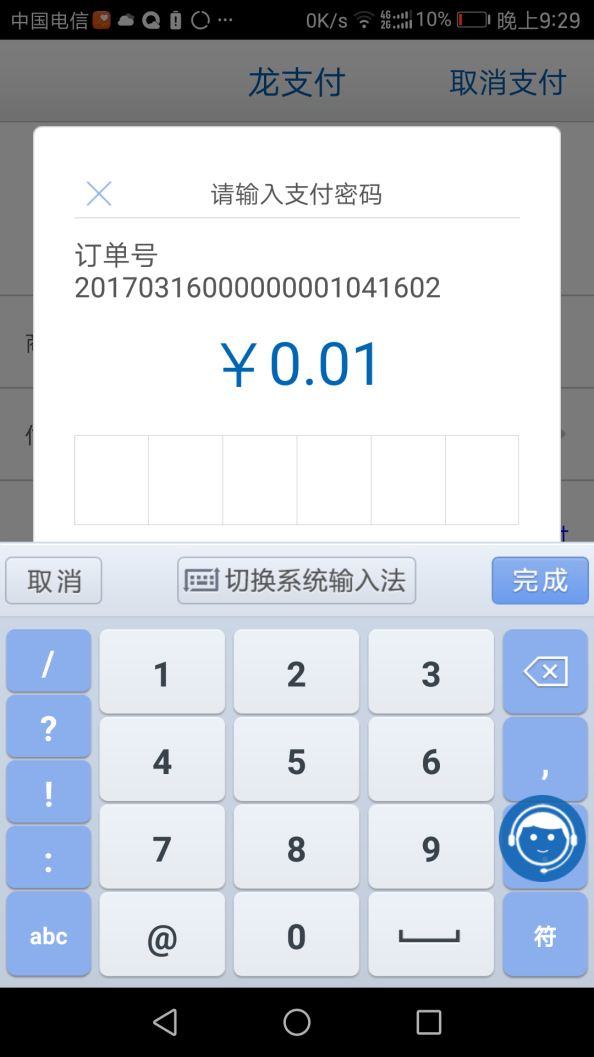 中国电信 ··· 0K/s 4G 2G 10% 晚上9:29
龙支付 取消支付
请输入支付密码
订单号
20170316000000001041602
￥0.01
取消 切换系统输入法 完成
/ 1 2 3
?
4 5 6 ,
!
: 7 8 9
abc @ 0 符